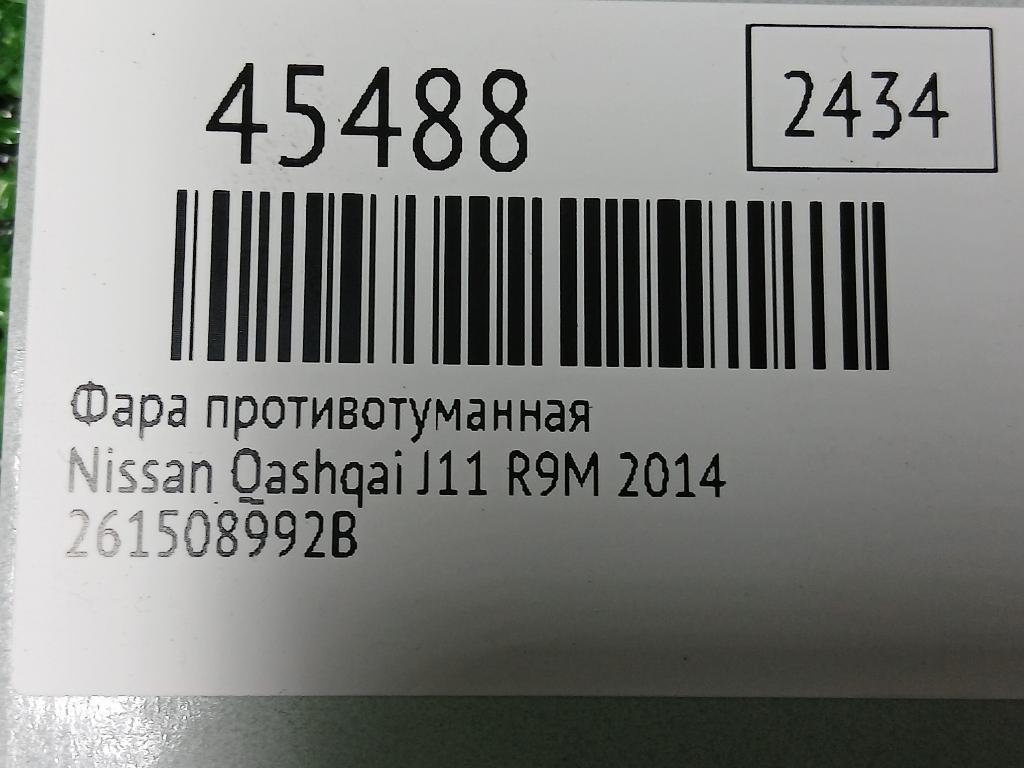 45488
2434
Фара противотуманная
Nissan Qashqai J11 R9M 2014
261508992B